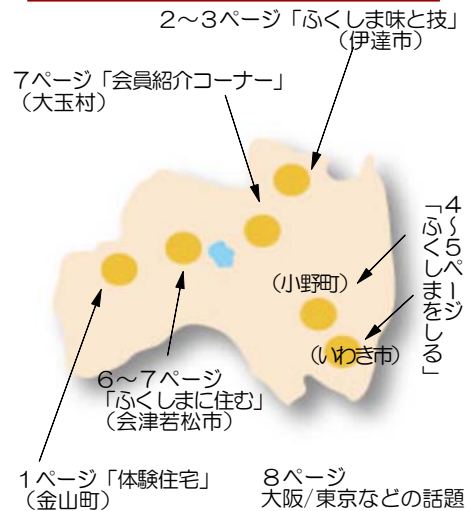 ２～３ページ「ふくしま味と技」
（伊達市）
７ページ「会員紹介コーナー」
（大玉村）
４～５ページ
「ふくしまをしる」
（小野町）
（いわき市）
６～７ページ
「ふくしまに住む」
（会津若松市）
１ページ「体験住宅」
（金山町）
８ページ
大阪/東京などの話題